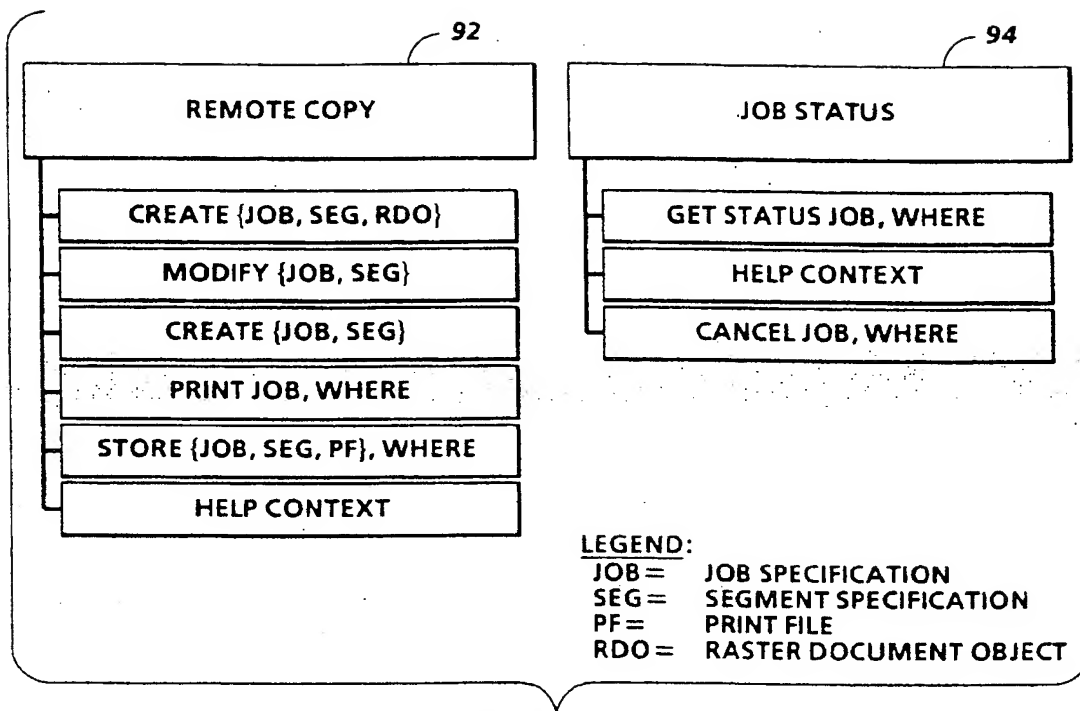 92
REMOTE COPY
CREATE {JOB, SEG, RDO}
MODIFY {JOB, SEG}
CREATE {JOB, SEG}
PRINT JOB, WHERE
STORE {JOB, SEG, PF}, WHERE
HELP CONTEXT
94
JOB STATUS
GET STATUS JOB, WHERE
HELP CONTEXT
CANCEL JOB, WHERE
LEGEND:
JOB = JOB SPECIFICATION
SEG = SEGMENT SPECIFICATION
PF = PRINT FILE
RDO = RASTER DOCUMENT OBJECT